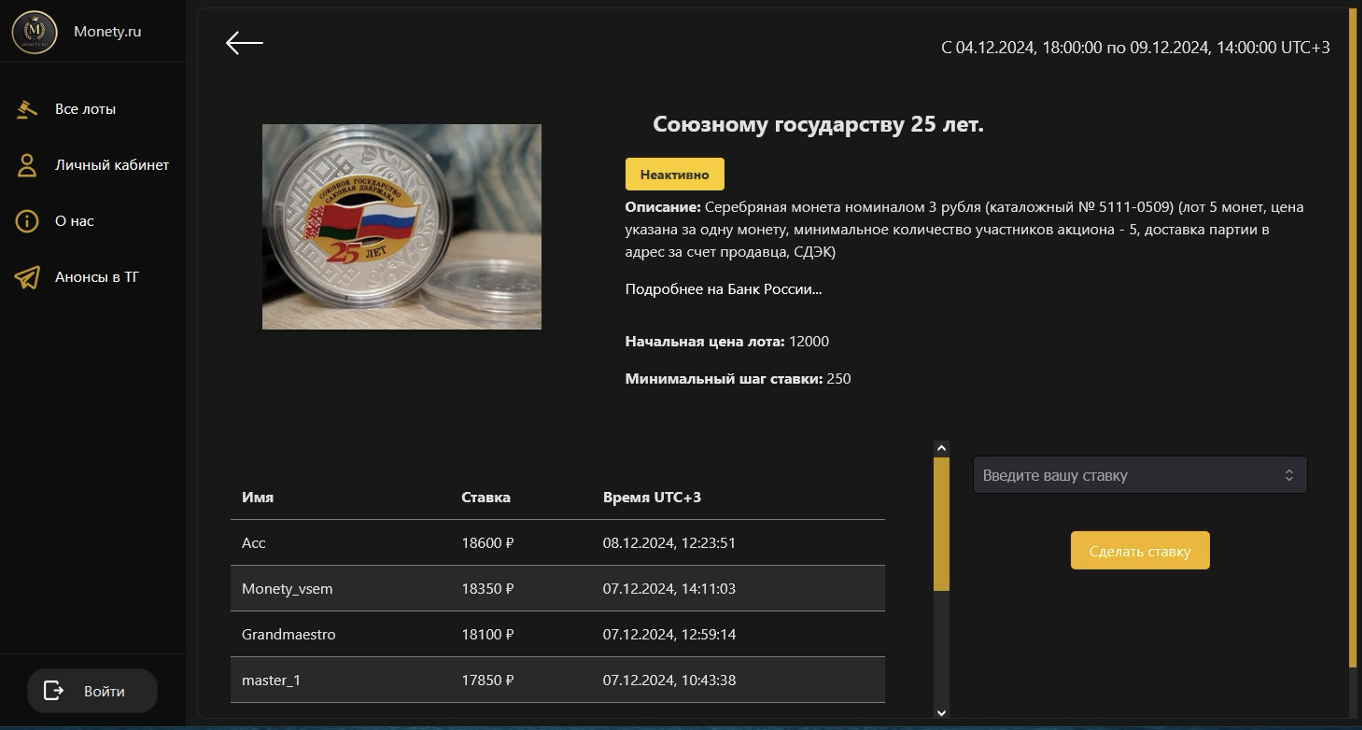 Monety.ru
С 04.12.2024, 18:00:00 по 09.12.2024, 14:00:00 UTC+3
Все лоты
Личный кабинет
О нас
Анонсы в ТГ
Войти
СОЮЗНОЕ ГОСУДАРСТВО
САЮЗНАЯ ДЗЯРЖАВА
25 ЛЕТ
Союзному государству 25 лет.
Неактивно
Описание: Серебряная монета номиналом 3 рубля (каталожный № 5111-0509) (лот 5 монет, цена
указана за одну монету, минимальное количество участников акциона - 5, доставка партии в
адрес за счет продавца, СДЭК)
Подробнее на Банк России...
Начальная цена лота: 12000
Минимальный шаг ставки: 250
Имя Ставка Время UTC+3
Acc 18600 ₽ 08.12.2024, 12:23:51
Monety_vsem 18350 ₽ 07.12.2024, 14:11:03
Grandmaestro 18100 ₽ 07.12.2024, 12:59:14
master_1 17850 ₽ 07.12.2024, 10:43:38
Введите вашу ставку
Сделать ставку